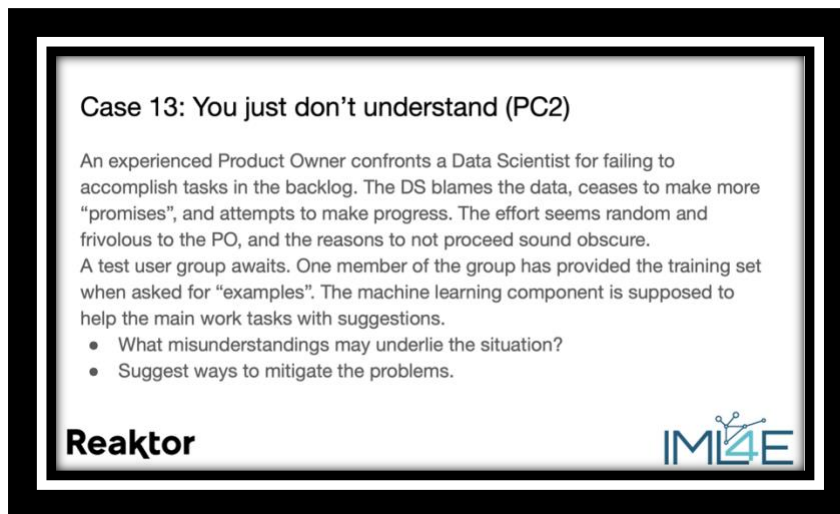 Case 13: You just don’t understand (PC2)
An experienced Product Owner confronts a Data Scientist for failing to
accomplish tasks in the backlog. The DS blames the data, ceases to make more
“promises”, and attempts to make progress. The effort seems random and
frivolous to the PO, and the reasons to not proceed sound obscure.
A test user group awaits. One member of the group has provided the training set
when asked for “examples”. The machine learning component is supposed to
help the main work tasks with suggestions.
● What misunderstandings may underlie the situation?
● Suggest ways to mitigate the problems.
Reaktor
IML4E